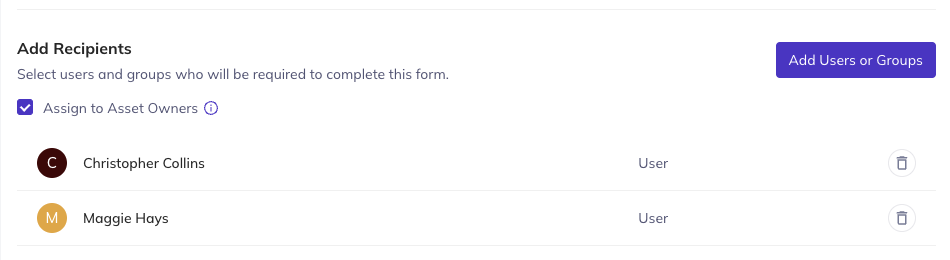 Add Recipients
Select users and groups who will be required to complete this form.
Add Users or Groups
Assign to Asset Owners
C Christopher Collins User
M Maggie Hays User